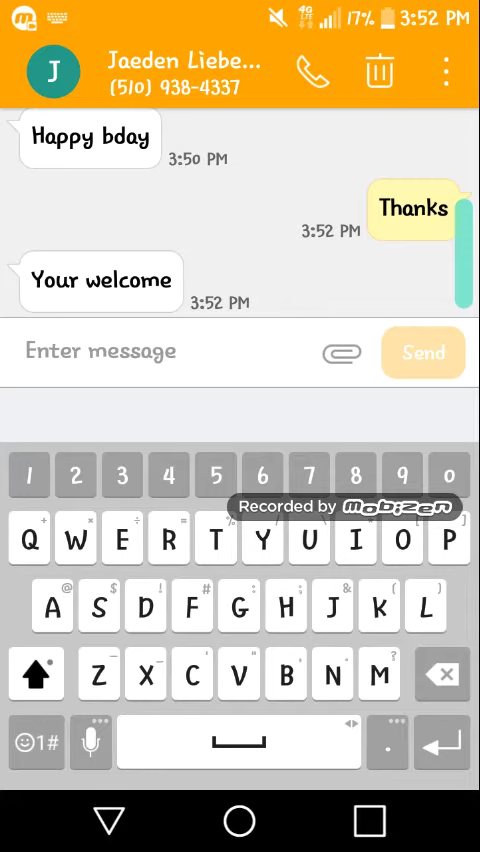 4G LTE 17% 3:52 PM
Jaeden Liebe...
(510) 938-4337
Happy bday
3:50 PM
Thanks
3:52 PM
Your welcome
3:52 PM
Enter message
Send
1 2 3 4 5 6 7 8 9 0
Recorded by mobizen
Q W E R T Y U I O P
A S D F G H J K L
Z X C V B N M
1# .